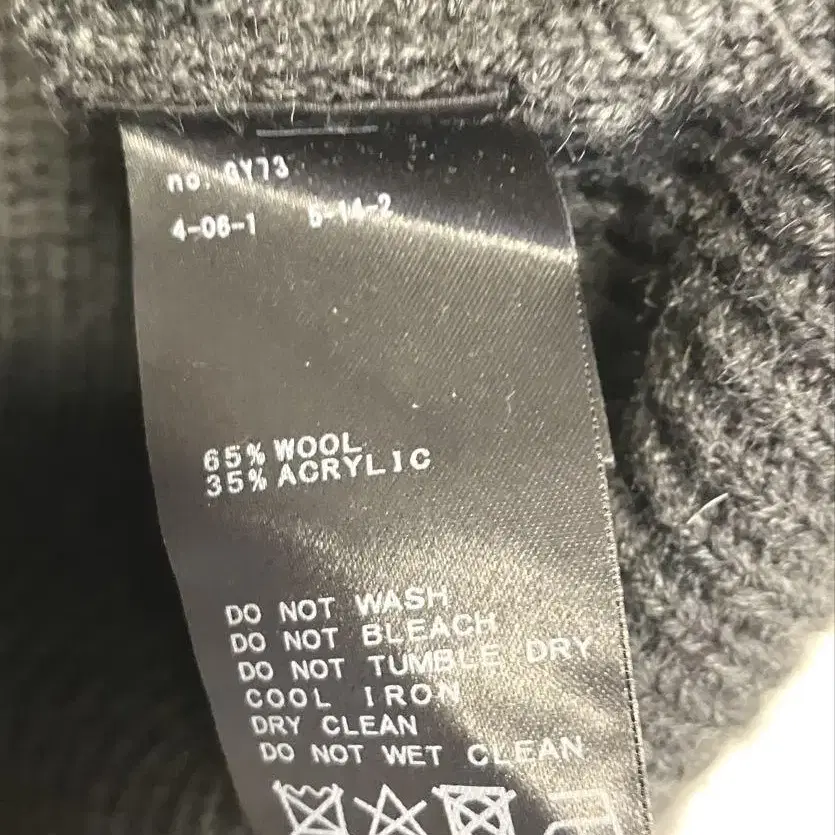 no. GY73
4-06-1 5-14-2
65% WOOL
35% ACRYLIC
DO NOT WASH
DO NOT BLEACH
DO NOT TUMBLE DRY
COOL IRON
DRY CLEAN
DO NOT WET CLEAN